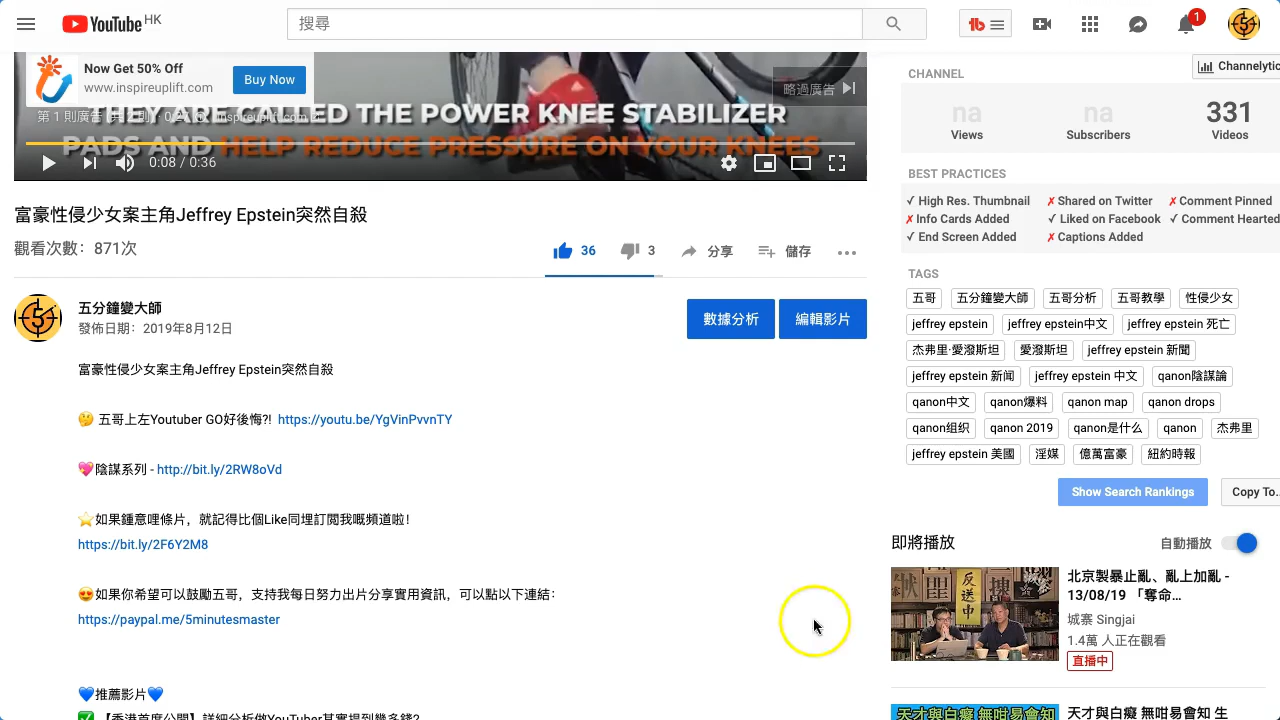 YouTube HK
搜尋
1
Now Get 50% Off
www.inspireuplift.com
Buy Now
略過廣告
THEY ARE CALLED THE POWER KNEE STABILIZER
PADS AND HELP REDUCE PRESSURE ON YOUR KNEES
0:08 / 0:36
富豪性侵少女案主角Jeffrey Epstein突然自殺
觀看次數：871次
36
3
分享
儲存
五分鐘變大師
發佈日期：2019年8月12日
數據分析
編輯影片
富豪性侵少女案主角Jeffrey Epstein突然自殺
🤔 五哥上左Youtuber GO好後悔?! https://youtu.be/YgVinPvvnTY
💖陰謀系列 - http://bit.ly/2RW8oVd
⭐如果鍾意哩條片，就記得比個Like同埋訂閱我嘅頻道啦！
https://bit.ly/2F6Y2M8
😍如果你希望可以鼓勵五哥，支持我每日努力出片分享實用資訊，可以點以下連結：
https://paypal.me/5minutesmaster
💙推薦影片💙
✅【香港首度公開】詳細分析做YouTuber其實搵到幾多錢?
Channelytic
CHANNEL
na
na
331
Views
Subscribers
Videos
BEST PRACTICES
✓ High Res. Thumbnail
✗ Shared on Twitter
✗ Comment Pinned
✗ Info Cards Added
✓ Liked on Facebook
✓ Comment Hearted
✓ End Screen Added
✗ Captions Added
TAGS
五哥 五分鐘變大師 五哥分析 五哥教學 性侵少女
jeffrey epstein jeffrey epstein中文 jeffrey epstein 死亡
杰弗里·愛潑斯坦 愛潑斯坦 jeffrey epstein 新聞
jeffrey epstein 新闻 jeffrey epstein 中文 qanon陰謀論
qanon中文 qanon爆料 qanon map qanon drops
qanon组织 qanon 2019 qanon是什么 qanon 杰弗里
jeffrey epstein 美國 淫媒 億萬富豪 紐約時報
Show Search Rankings
Copy To..
即將播放
自動播放
反送中
北京製暴止亂、亂上加亂 -
13/08/19 「奪命...
城寨 Singjai
1.4萬 人正在觀看
直播中
天才與白癡 無咁易會知
天才與白癡 無咁易會知 生